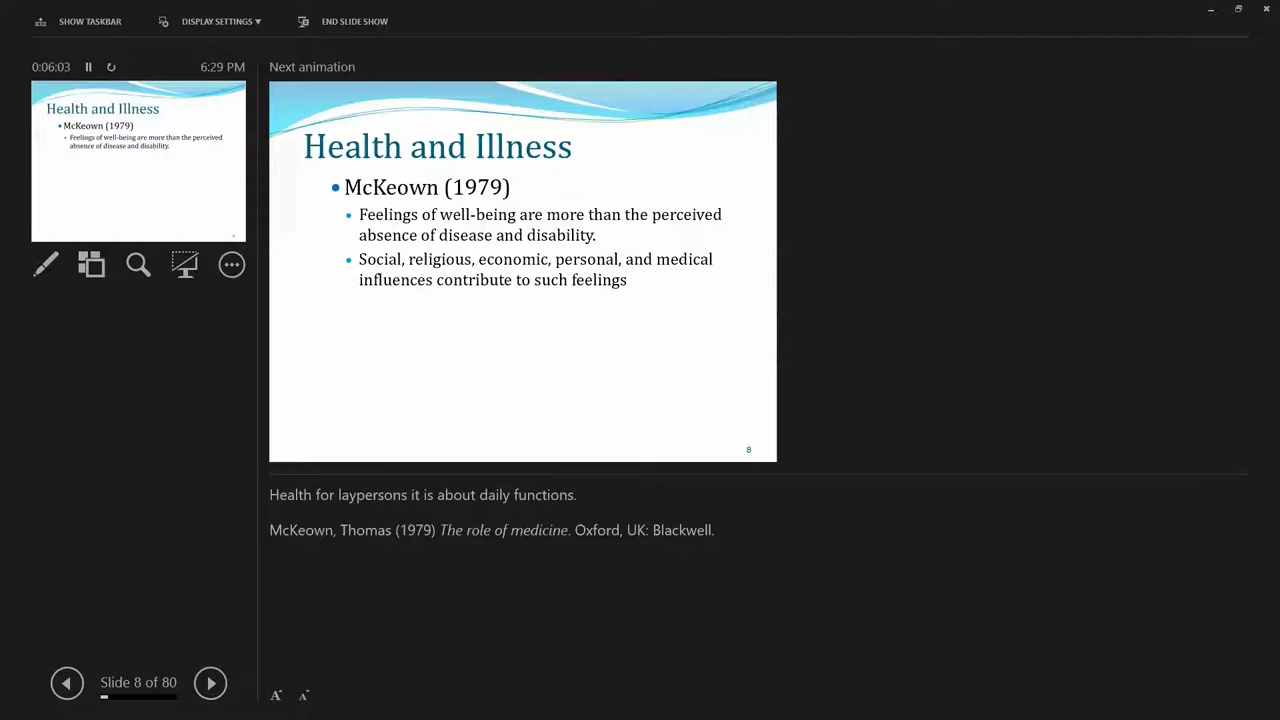 SHOW TASKBAR
DISPLAY SETTINGS ▼
END SLIDE SHOW
0:06:03
6:29 PM
Health and Illness
• McKeown (1979)
• Feelings of well-being are more than the perceived
absence of disease and disability.
Next animation
Health and Illness
• McKeown (1979)
• Feelings of well-being are more than the perceived
absence of disease and disability.
• Social, religious, economic, personal, and medical
influences contribute to such feelings
8
Health for laypersons it is about daily functions.
McKeown, Thomas (1979) The role of medicine. Oxford, UK: Blackwell.
Slide 8 of 80
A A